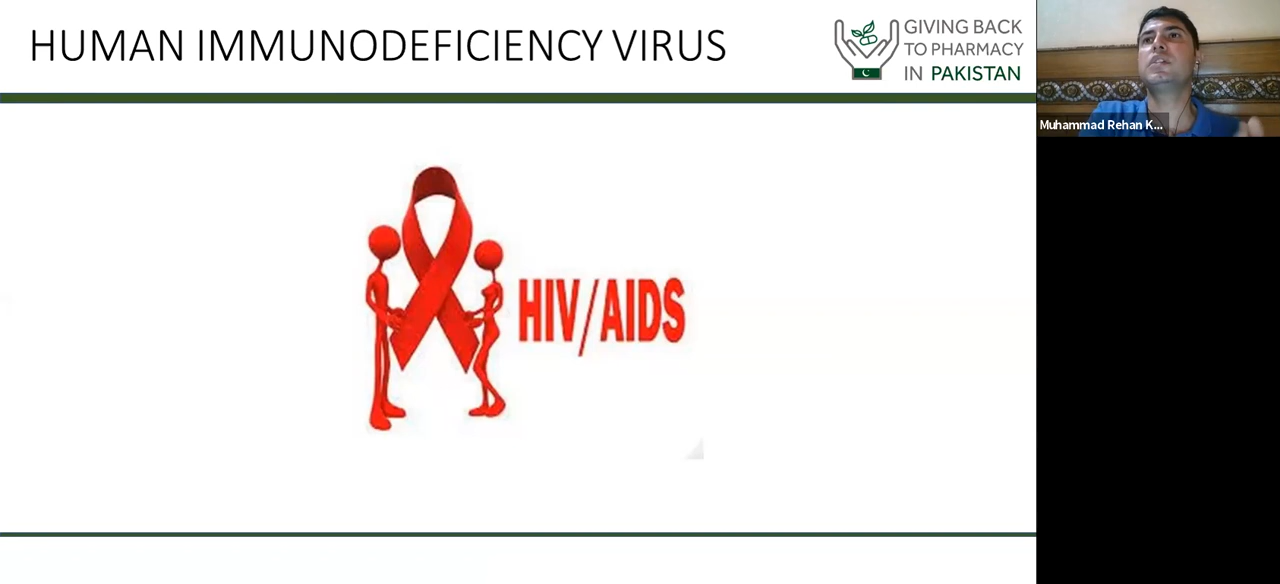 HUMAN IMMUNODEFICIENCY VIRUS
GIVING BACK
TO PHARMACY
IN PAKISTAN
Muhammad Rehan K...
HIV/AIDS